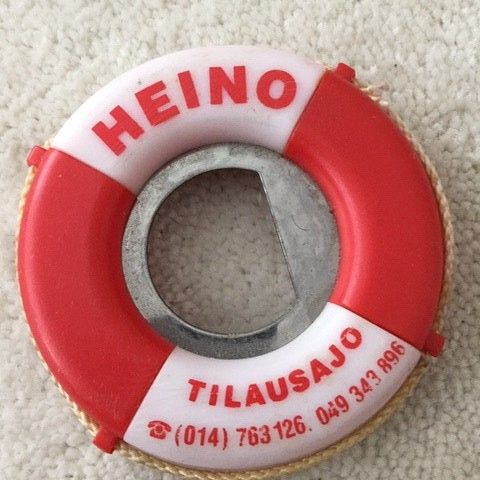 HEINO
TILAUSAJO
☎ (014) 763126. 049 343 896